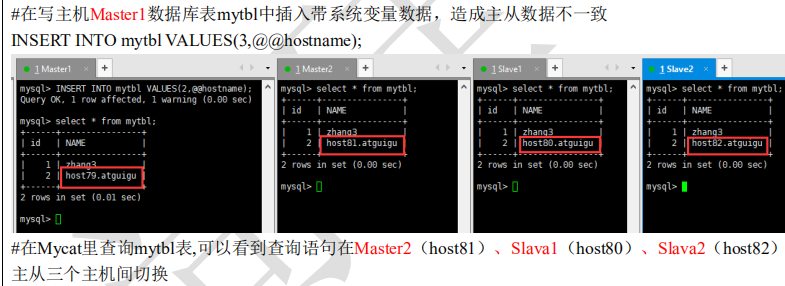 #在写主机Master1数据库表mytbl中插入带系统变量数据，造成主从数据不一致
INSERT INTO mytbl VALUES(3,@@hostname);
1 Master1 × +
mysql> INSERT INTO mytbl VALUES(2,@@hostname);
Query OK, 1 row affected, 1 warning (0.00 sec)
mysql> select * from mytbl;
+------+-----------------+
| id | NAME |
+------+-----------------+
| 1 | zhang3 |
| 2 | host79.atguigu |
+------+-----------------+
2 rows in set (0.01 sec)
mysql>
1 Master2 × +
mysql> select * from mytbl;
+------+-----------------+
| id | NAME |
+------+-----------------+
| 1 | zhang3 |
| 2 | host81.atguigu |
+------+-----------------+
2 rows in set (0.00 sec)
mysql>
1 Slave1 × +
mysql> select * from mytbl;
+------+-----------------+
| id | NAME |
+------+-----------------+
| 1 | zhang3 |
| 2 | host80.atguigu |
+------+-----------------+
2 rows in set (0.00 sec)
mysql>
1 Slave2 × +
mysql> select * from mytbl;
+------+-----------------+
| id | NAME |
+------+-----------------+
| 1 | zhang3 |
| 2 | host82.atguigu |
+------+-----------------+
2 rows in set (0.00 sec)
mysql>
#在Mycat里查询mytbl表,可以看到查询语句在Master2（host81）、Slava1（host80）、Slava2（host82）
主从三个主机间切换